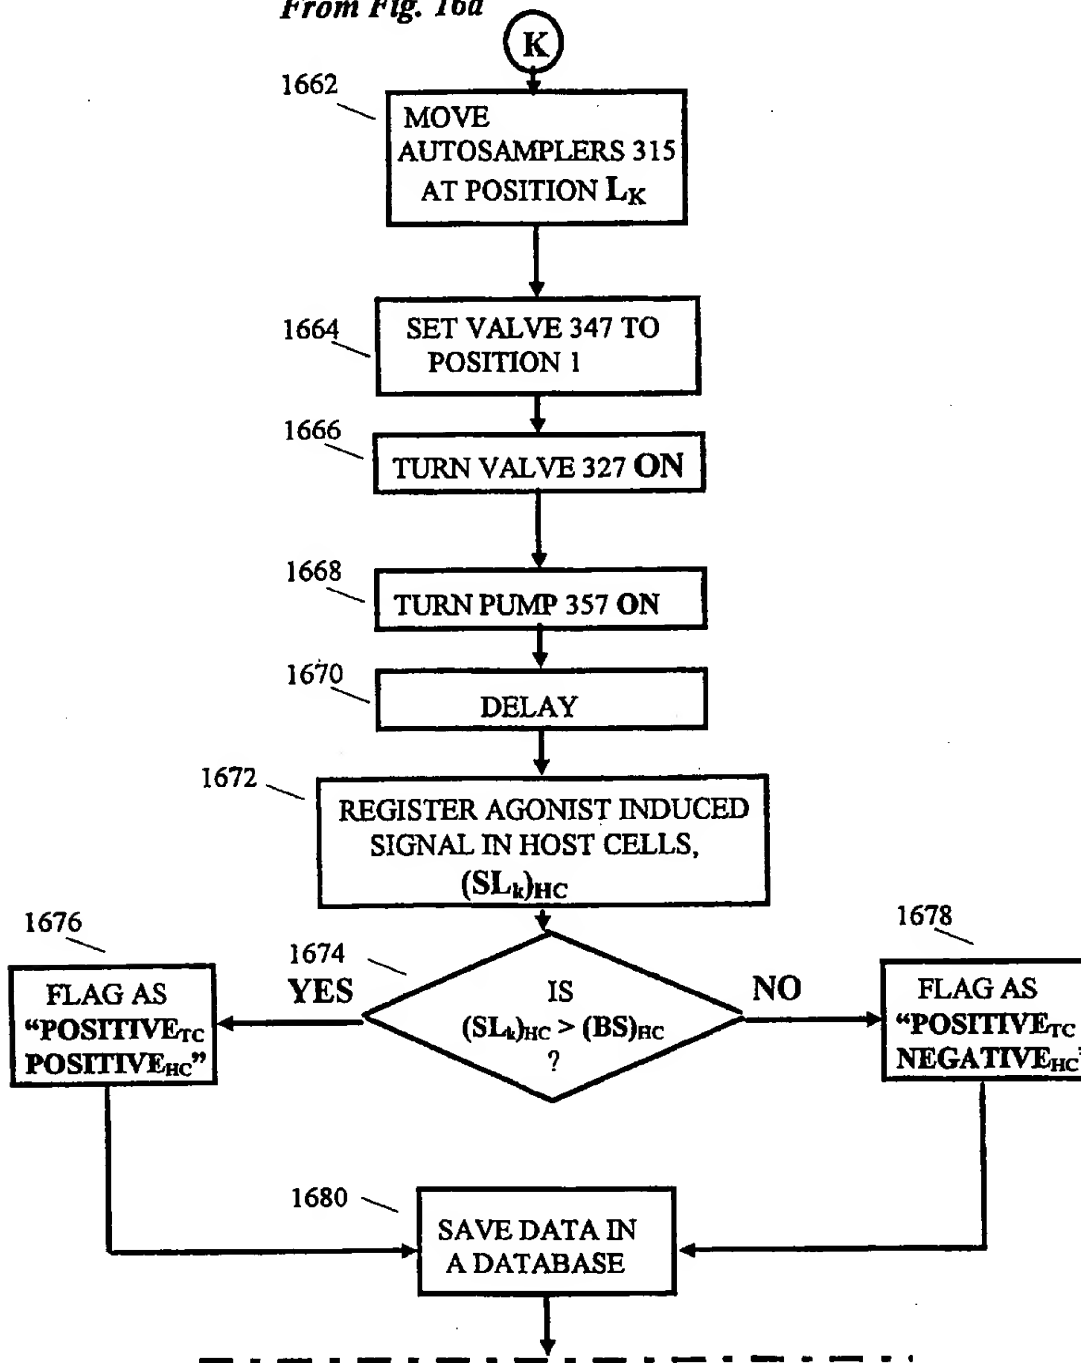 From Fig. 16a
K
1662
MOVE
AUTOSAMPLERS 315
AT POSITION LK
1664
SET VALVE 347 TO
POSITION 1
1666
TURN VALVE 327 ON
1668
TURN PUMP 357 ON
1670
DELAY
1672
REGISTER AGONIST INDUCED
SIGNAL IN HOST CELLS,
(SLk)HC
1674
IS
(SLk)HC > (BS)HC
?
YES
NO
1676
FLAG AS
“POSITIVETC
POSITIVEHC”
1678
FLAG AS
“POSITIVETC
NEGATIVEHC”
1680
SAVE DATA IN
A DATABASE